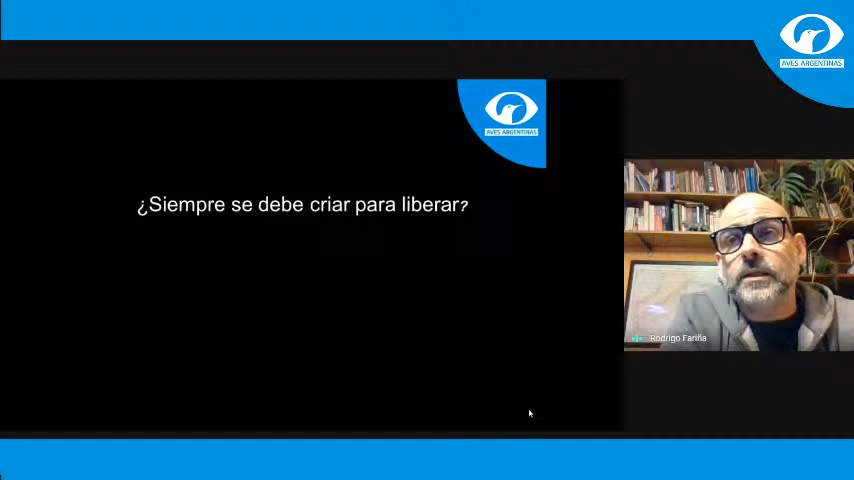 AVES ARGENTINAS
AVES ARGENTINAS
¿Siempre se debe criar para liberar?
Rodrigo Fariña